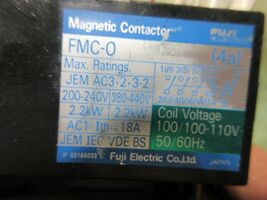 Magnetic Contactor FUJI
FMC-0 (4a)
Max. Ratings.
JEM AC3-2-3-2
200-240V 380-440V
2.2kW 2.2kW Coil Voltage
AC1 Ith 18A 100/100-110V
JEM IEC VDE BS 50/60Hz
Fuji Electric Co.,Ltd. JAPAN